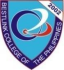 BESTLINK COLLEGE OF THE PHILIPPINES
2002